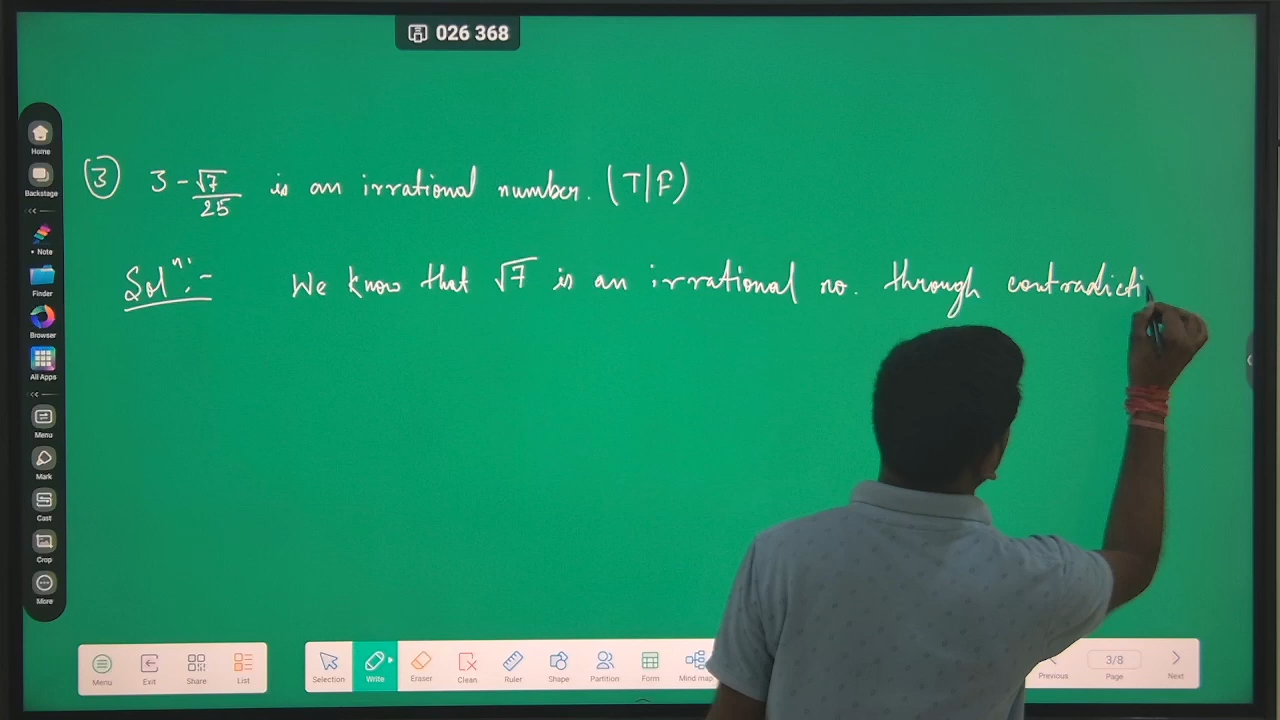 026 368
③ 3 - √7/25 is an irrational number. (T/F)
Solⁿ:- We know that √7 is an irrational no. through contradicti
Home
Backstage
Note
Finder
Browser
All Apps
Menu
Mark
Cast
Crop
More
Menu Exit Share List Selection Write Eraser Clean Ruler Shape Partition Form Mind map Previous 3/8 Page Next